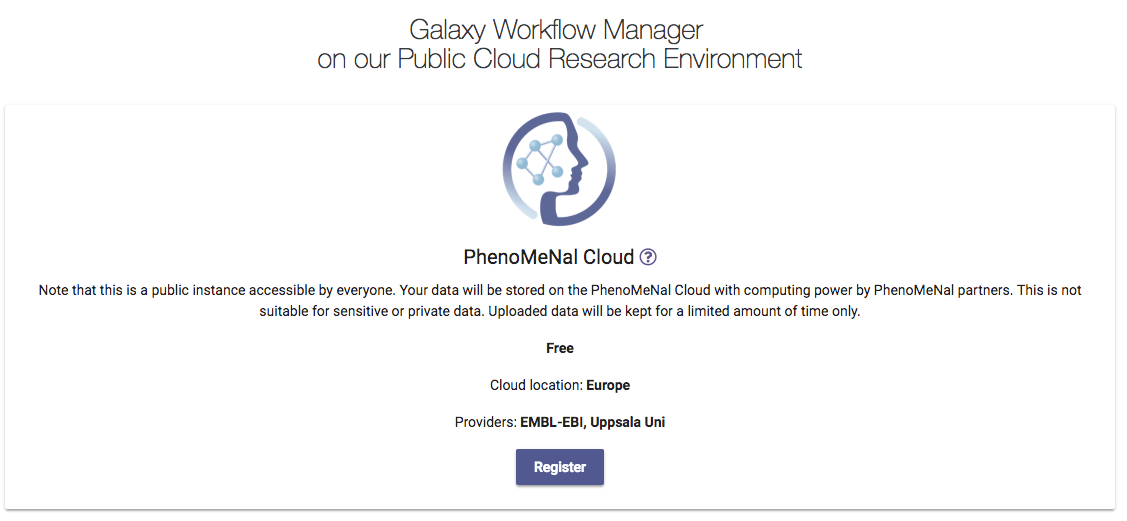 Galaxy Workflow Manager
on our Public Cloud Research Environment
PhenoMeNal Cloud ?
Note that this is a public instance accessible by everyone. Your data will be stored on the PhenoMeNal Cloud with computing power by PhenoMeNal partners. This is not
suitable for sensitive or private data. Uploaded data will be kept for a limited amount of time only.
Free
Cloud location: Europe
Providers: EMBL-EBI, Uppsala Uni
Register